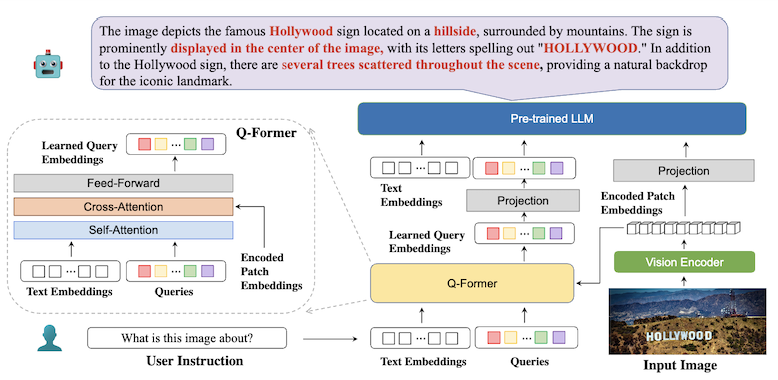 The image depicts the famous Hollywood sign located on a hillside, surrounded by mountains. The sign is
prominently displayed in the center of the image, with its letters spelling out "HOLLYWOOD." In addition
to the Hollywood sign, there are several trees scattered throughout the scene, providing a natural backdrop
for the iconic landmark.
Q-Former
Learned Query
Embeddings
Feed-Forward
Cross-Attention
Self-Attention
Text Embeddings
Queries
Encoded
Patch
Embeddings
Pre-trained LLM
Text
Embeddings
Projection
Learned Query
Embeddings
Q-Former
Projection
Encoded Patch
Embeddings
Vision Encoder
HOLLYWOOD
Input Image
What is this image about?
User Instruction
Text Embeddings
Queries